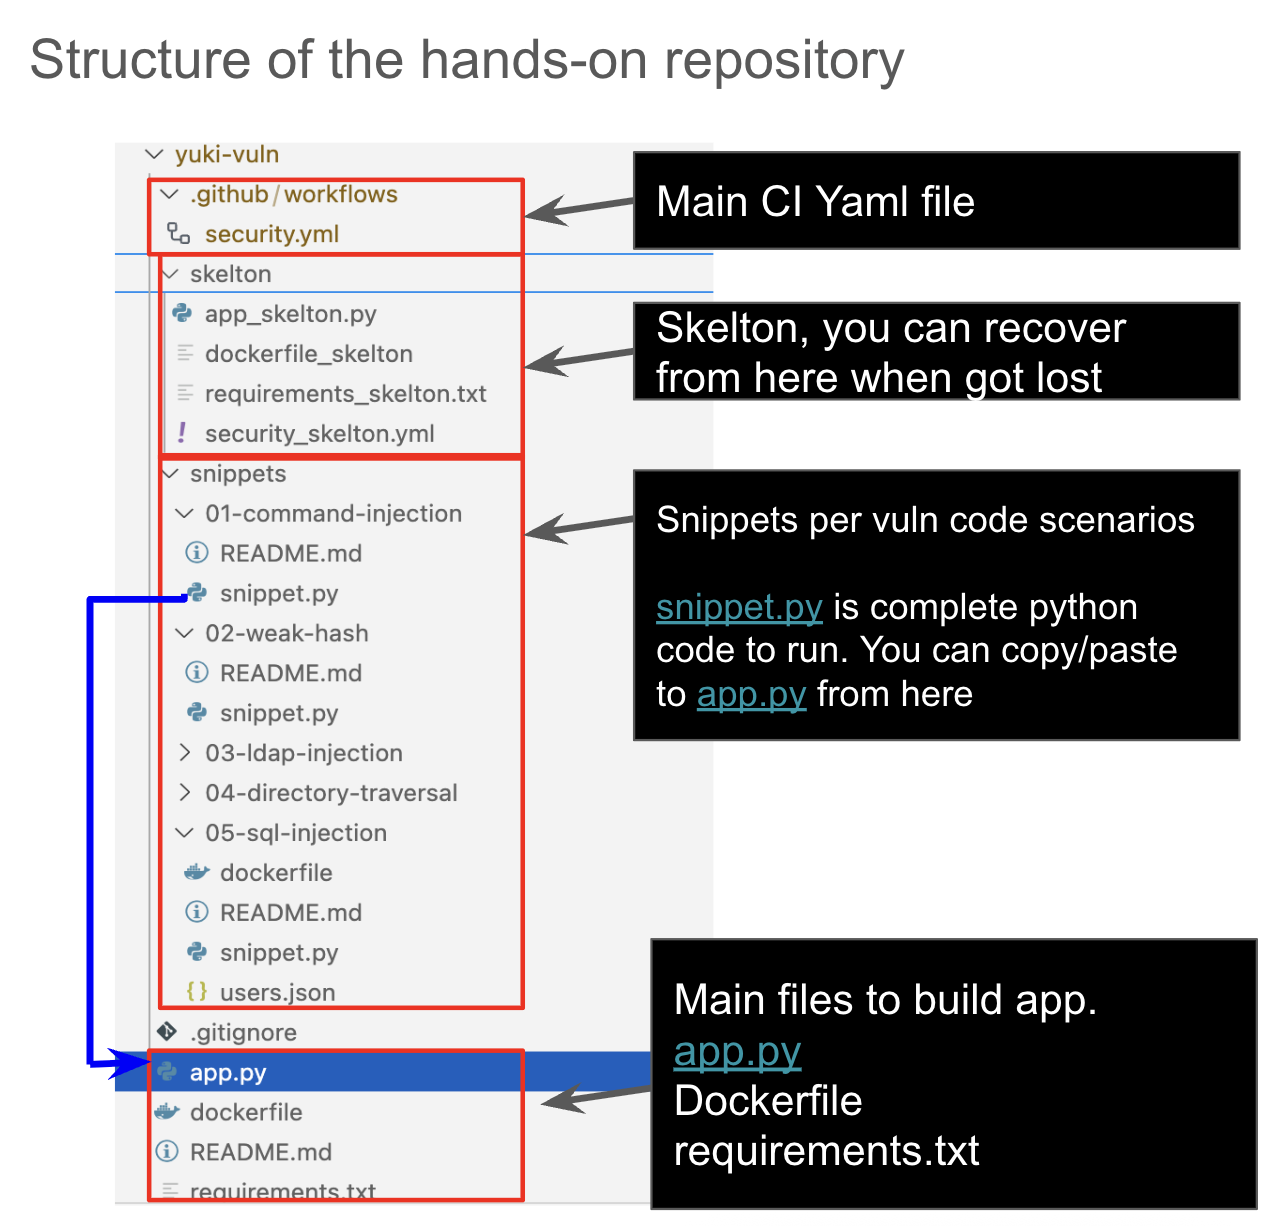 Structure of the hands-on repository
yuki-vuln
.github/workflows
security.yml
skelton
app_skelton.py
dockerfile_skelton
requirements_skelton.txt
security_skelton.yml
snippets
01-command-injection
README.md
snippet.py
02-weak-hash
README.md
snippet.py
03-ldap-injection
04-directory-traversal
05-sql-injection
dockerfile
README.md
snippet.py
users.json
.gitignore
app.py
dockerfile
README.md
requirements.txt
Main CI Yaml file
Skelton, you can recover
from here when got lost
Snippets per vuln code scenarios
snippet.py is complete python
code to run. You can copy/paste
to app.py from here
Main files to build app.
app.py
Dockerfile
requirements.txt